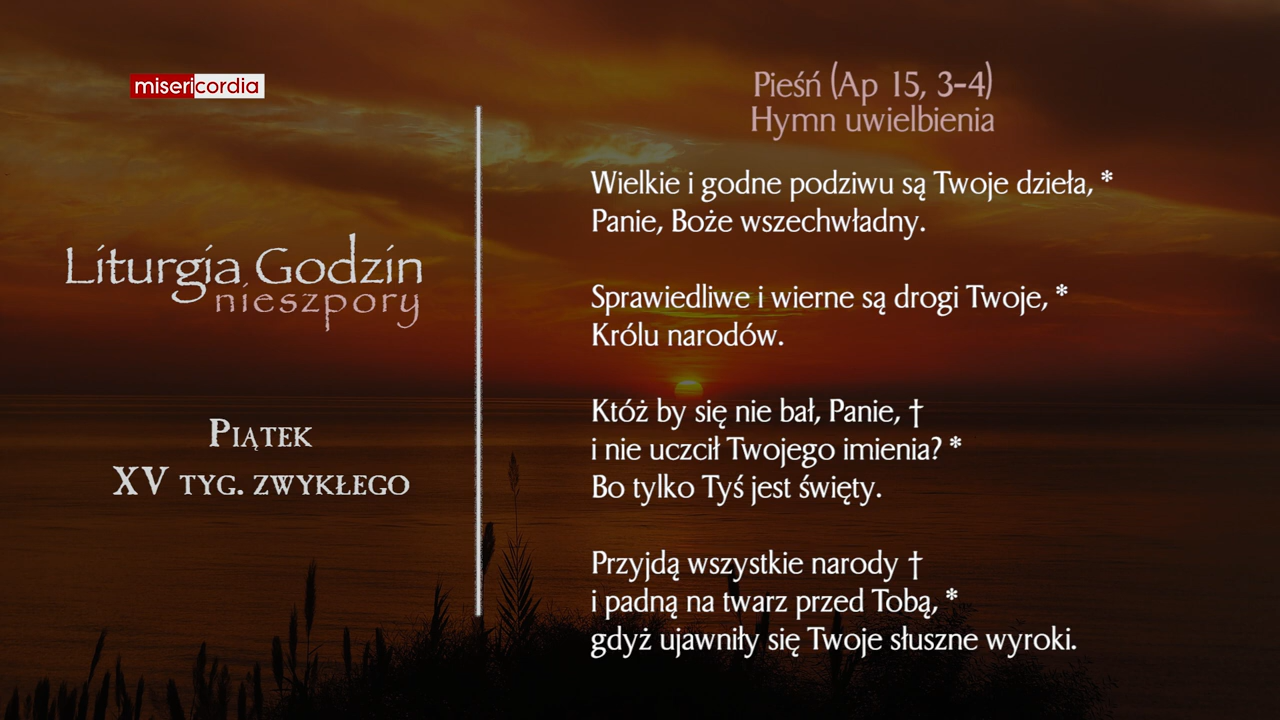 misericordia
Liturgia Godzin
nieszpory
Piątek
XV tyg. zwykłego
Pieśń (Ap 15, 3-4)
Hymn uwielbienia
Wielkie i godne podziwu są Twoje dzieła, *
Panie, Boże wszechwładny.
Sprawiedliwe i wierne są drogi Twoje, *
Królu narodów.
Któż by się nie bał, Panie, †
i nie uczcił Twojego imienia? *
Bo tylko Tyś jest święty.
Przyjdą wszystkie narody †
i padną na twarz przed Tobą, *
gdyż ujawniły się Twoje słuszne wyroki.